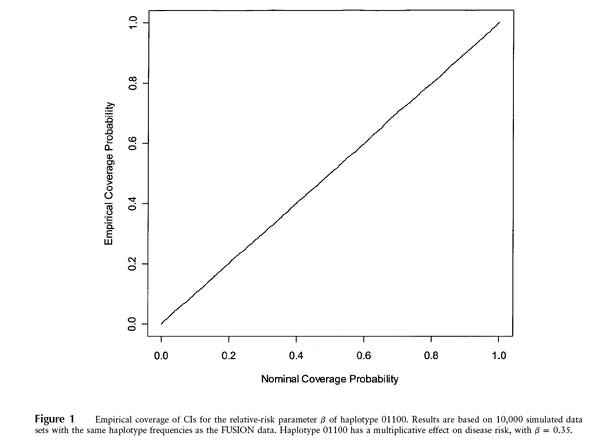 1.0
0.8
0.6
0.4
0.2
0.0
Empirical Coverage Probability
0.0 0.2 0.4 0.6 0.8 1.0
Nominal Coverage Probability
Figure 1 Empirical coverage of CIs for the relative-risk parameter β of haplotype 01100. Results are based on 10,000 simulated data
sets with the same haplotype frequencies as the FUSION data. Haplotype 01100 has a multiplicative effect on disease risk, with β = 0.35.